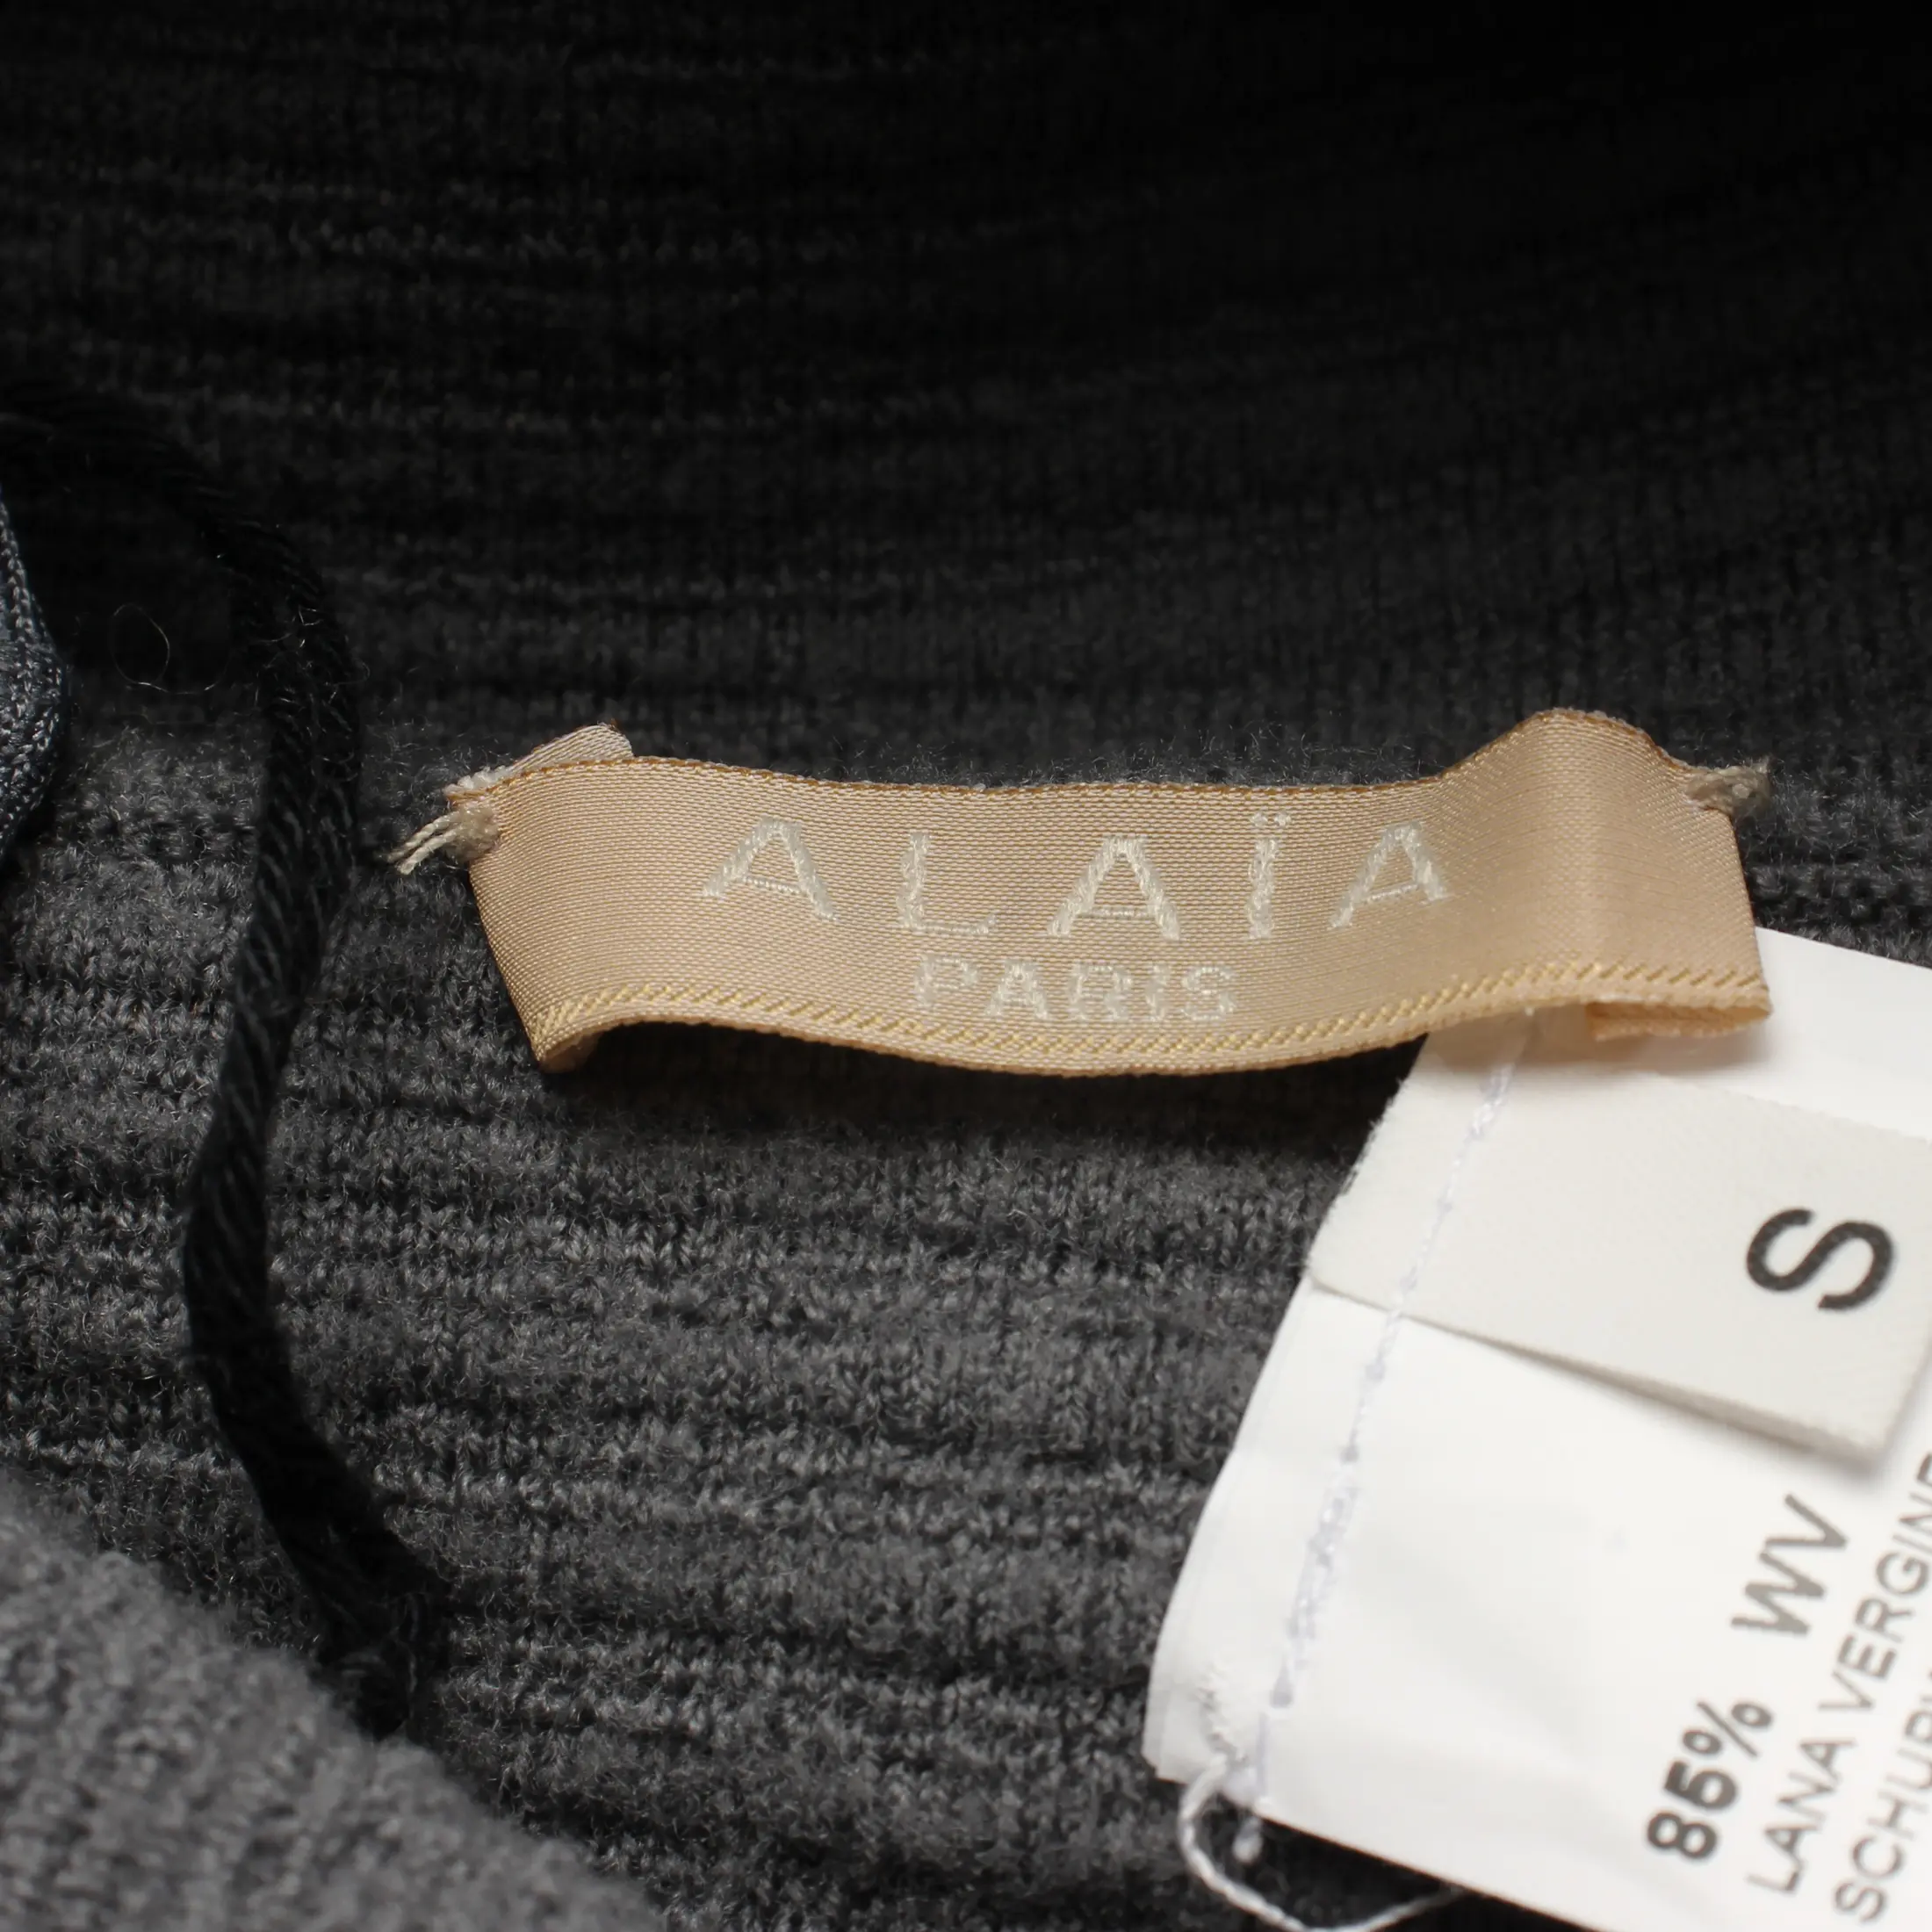 ALAÏA
PARIS
S
85% WV
LANA VERGINE